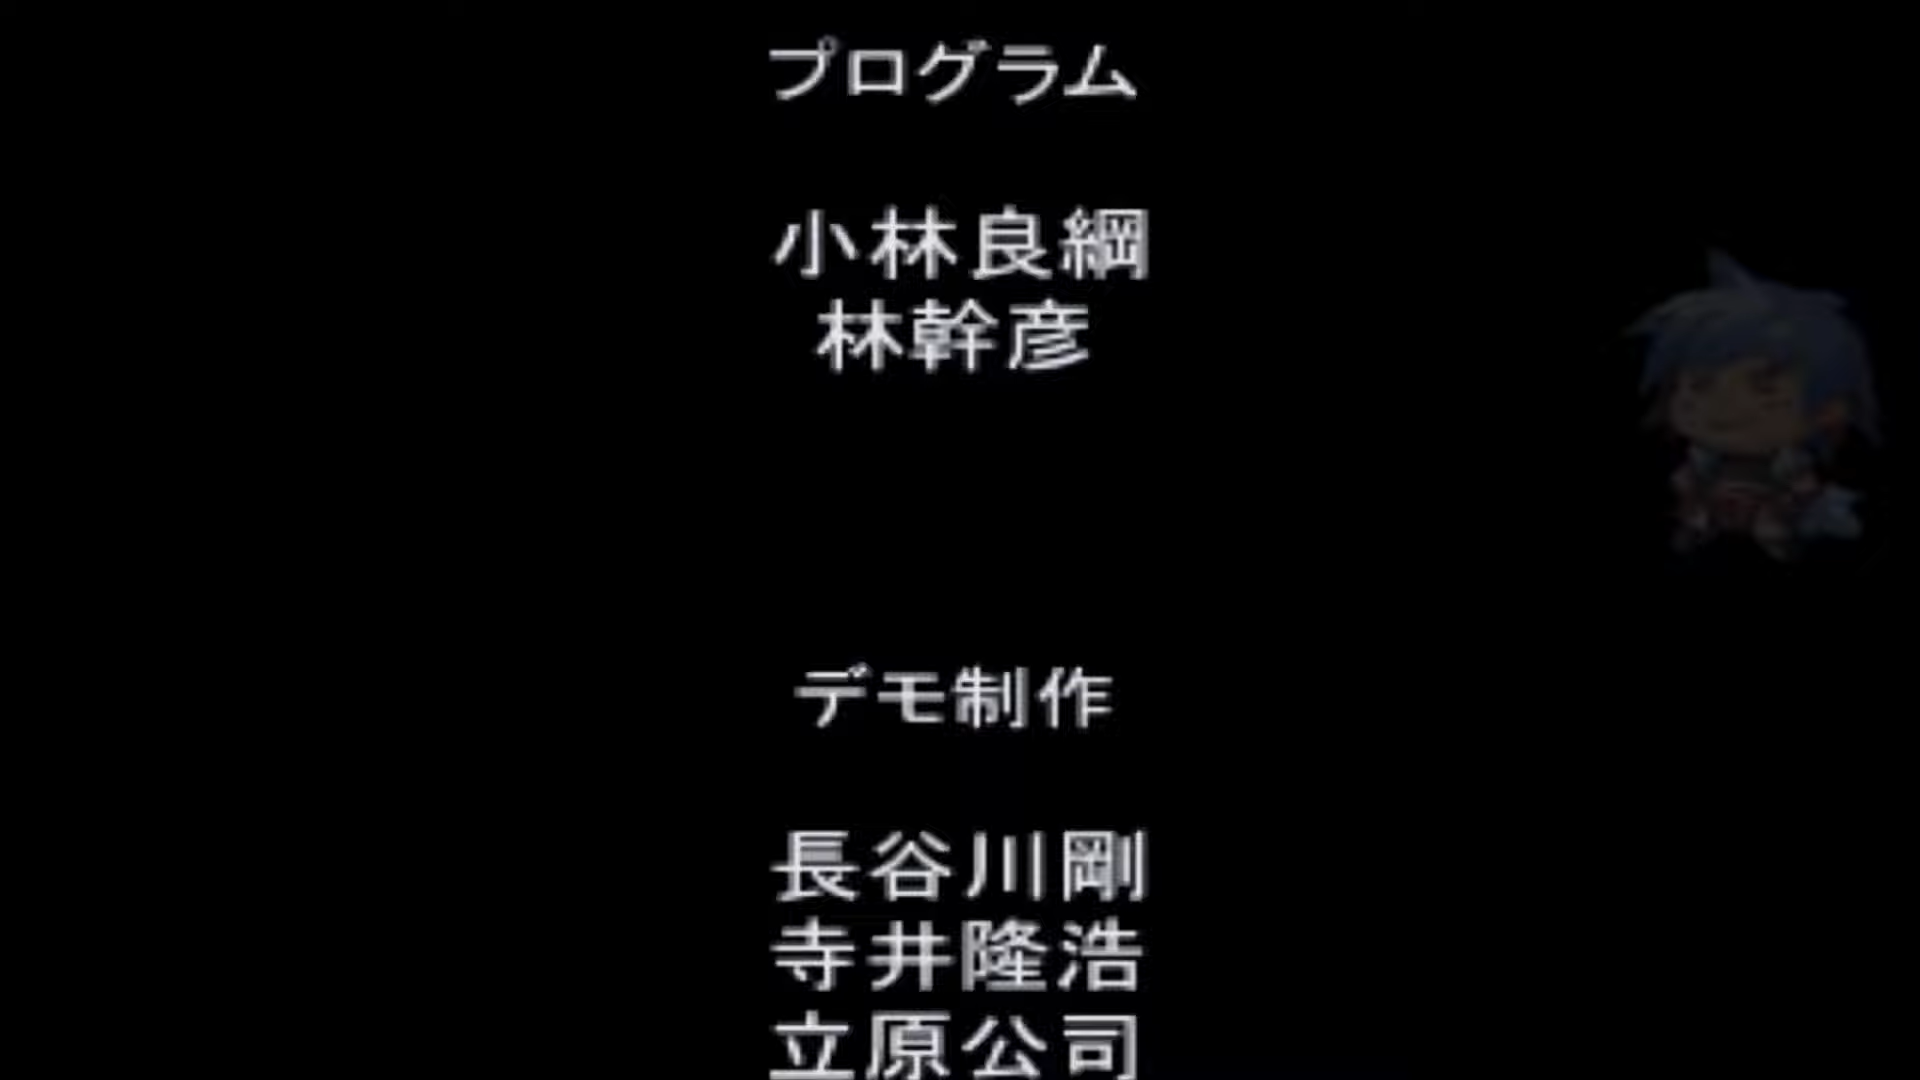 プログラム
小林良綱
林幹彦
デモ制作
長谷川剛
寺井隆浩
立原公司